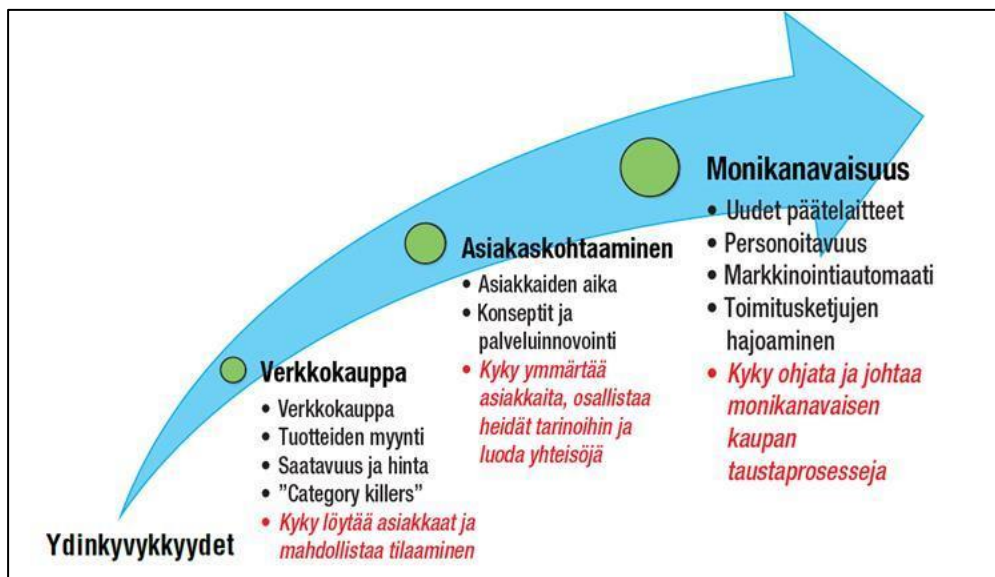 Monikanavaisuus
• Uudet päätelaitteet
• Personoitavuus
• Markkinointiautomaati
• Toimitusketjujen
hajoaminen
• Kyky ohjata ja johtaa
monikanavaisen
kaupan
taustaprosesseja
Asiakaskohtaaminen
• Asiakkaiden aika
• Konseptit ja
palveluinnovointi
• Kyky ymmärtää
asiakkaita, osallistaa
heidät tarinoihin ja
luoda yhteisöjä
Verkkokauppa
• Verkkokauppa
• Tuotteiden myynti
• Saatavuus ja hinta
• ”Category killers”
• Kyky löytää asiakkaat ja
mahdollistaa tilaaminen
Ydinkyvykkyydet